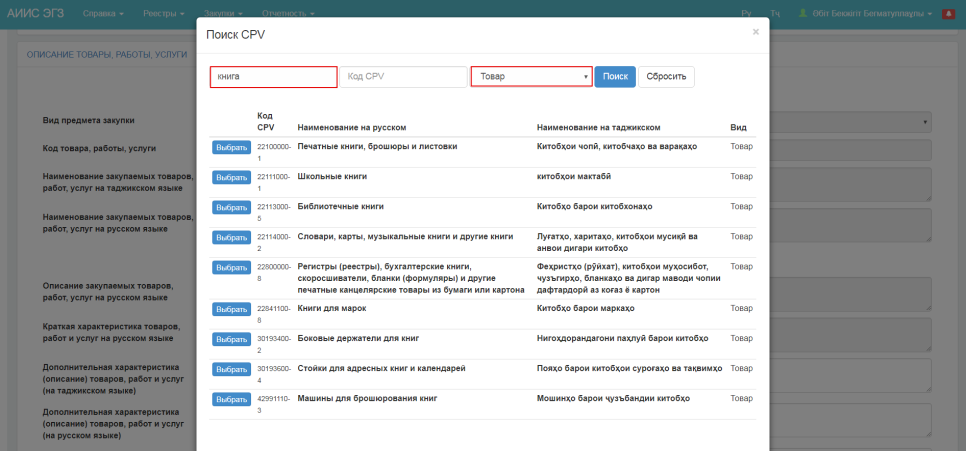 АИИС ЭГЗ Справка Реестры Закупки Отчетность Ру Тҷ Обіт Бекжігіт Бегматуллаұлы
Поиск CPV ×
ОПИСАНИЕ ТОВАРЫ, РАБОТЫ, УСЛУГИ
книга Код CPV Товар Поиск Сбросить
Вид предмета закупки
Код товара, работы, услуги
Наименование закупаемых товаров,
работ, услуг на таджикском языке
Наименование закупаемых товаров,
работ, услуг на русском языке
Описание закупаемых товаров,
работ, услуг на русском языке
Краткая характеристика товаров,
работ и услуг на русском языке
Дополнительная характеристика
(описание) товаров, работ и услуг
(на таджикском языке)
Дополнительная характеристика
(описание) товаров, работ и услуг
(на русском языке)
Код
CPV Наименование на русском Наименование на таджикском Вид
Выбрать 22100000-
1 Печатные книги, брошюры и листовки Китобҳои чопӣ, китобчаҳо ва варақаҳо Товар
Выбрать 22111000-
1 Школьные книги китобҳои мактабӣ Товар
Выбрать 22113000-
5 Библиотечные книги Китобҳо барои китобхонаҳо Товар
Выбрать 22114000-
2 Словари, карты, музыкальные книги и другие книги Луғатҳо, харитаҳо, китобҳои мусиқӣ ва
анвои дигари китобҳо Товар
Выбрать 22800000-
8 Регистры (реестры), бухгалтерские книги,
скоросшиватели, бланки (формуляры) и другие
печатные канцелярские товары из бумаги или картона
Феҳристҳо (рӯйхат), китобҳои муҳосибот,
ҷузъгирҳо, бланкаҳо ва дигар маводи чопии
дафтардорӣ аз коғаз ё картон Товар
Выбрать 22841100-
8 Книги для марок Китобҳо барои маркаҳо Товар
Выбрать 30193400-
2 Боковые держатели для книг Нигоҳдорандагони паҳлуӣ барои китобҳо Товар
Выбрать 30193600-
4 Стойки для адресных книг и календарей Пояҳо барои китобҳои суроғаҳо ва тақвимҳо Товар
Выбрать 42991110-
3 Машины для брошюрования книг Мошинҳо барои ҷузъбандии китобҳо Товар